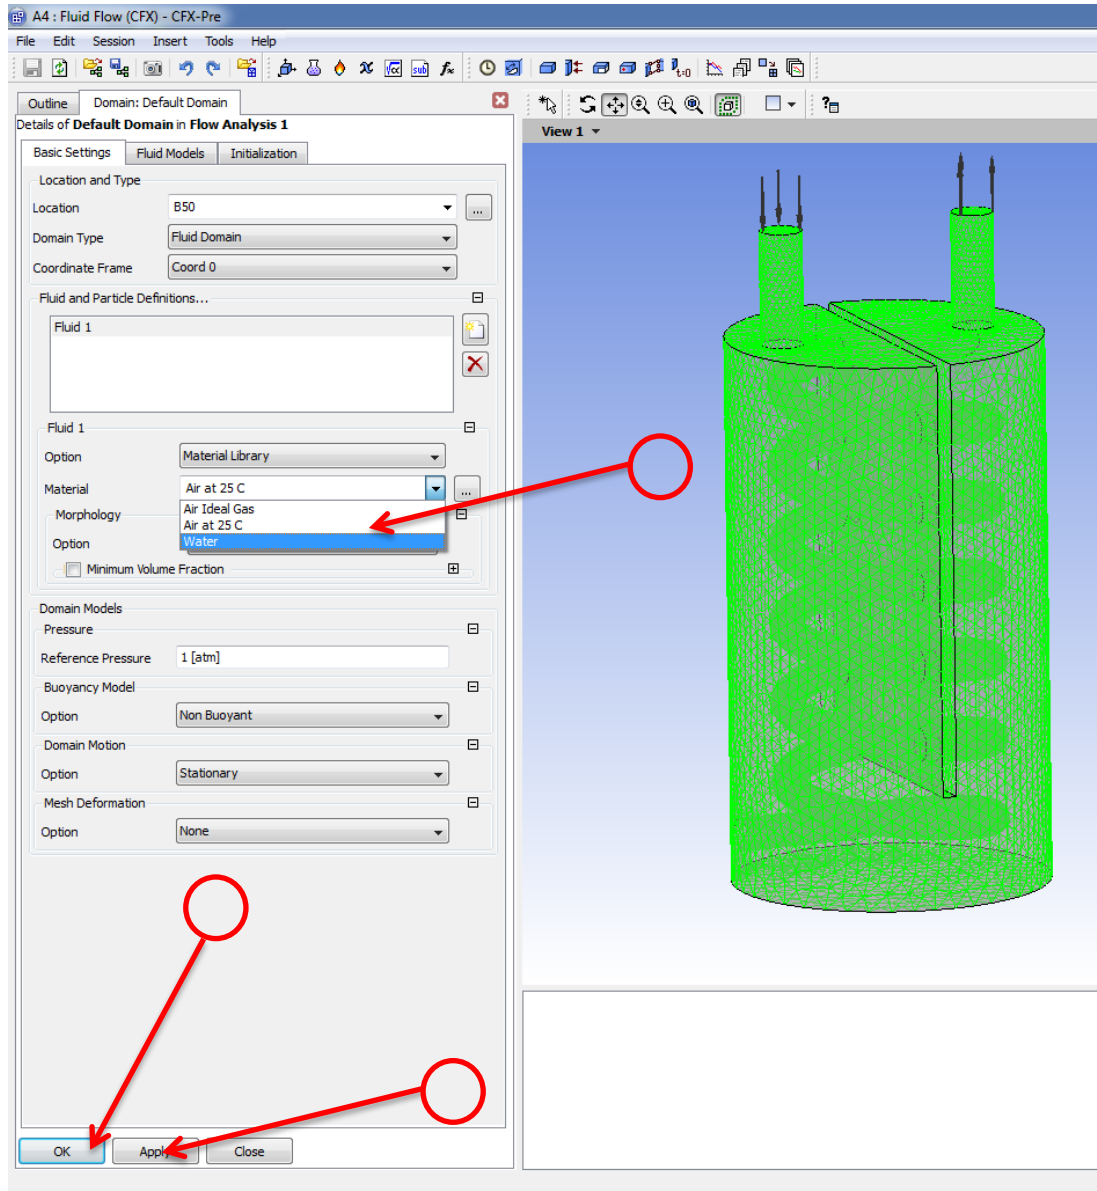 A4 : Fluid Flow (CFX) - CFX-Pre
File Edit Session Insert Tools Help
Outline Domain: Default Domain
Details of Default Domain in Flow Analysis 1
Basic Settings Fluid Models Initialization
Location and Type
Location B50 ...
Domain Type Fluid Domain
Coordinate Frame Coord 0
Fluid and Particle Definitions...
Fluid 1
Fluid 1
Option Material Library
Material Air at 25 C ...
Air Ideal Gas
Morphology
Air at 25 C
Water
Option
Minimum Volume Fraction
Domain Models
Pressure
Reference Pressure 1 [atm]
Buoyancy Model
Option Non Buoyant
Domain Motion
Option Stationary
Mesh Deformation
Option None
OK Apply Close
View 1